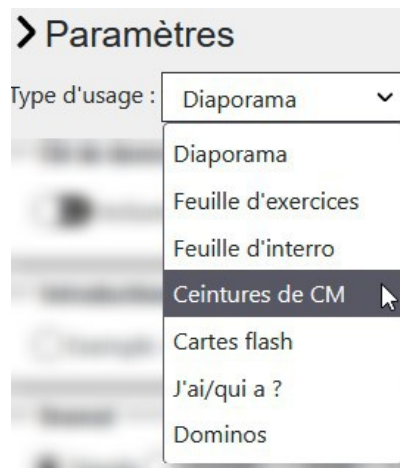 Paramètres
Type d'usage : Diaporama
Diaporama
Feuille d'exercices
Feuille d'interro
Ceintures de CM
Cartes flash
J'ai/qui a ?
Dominos